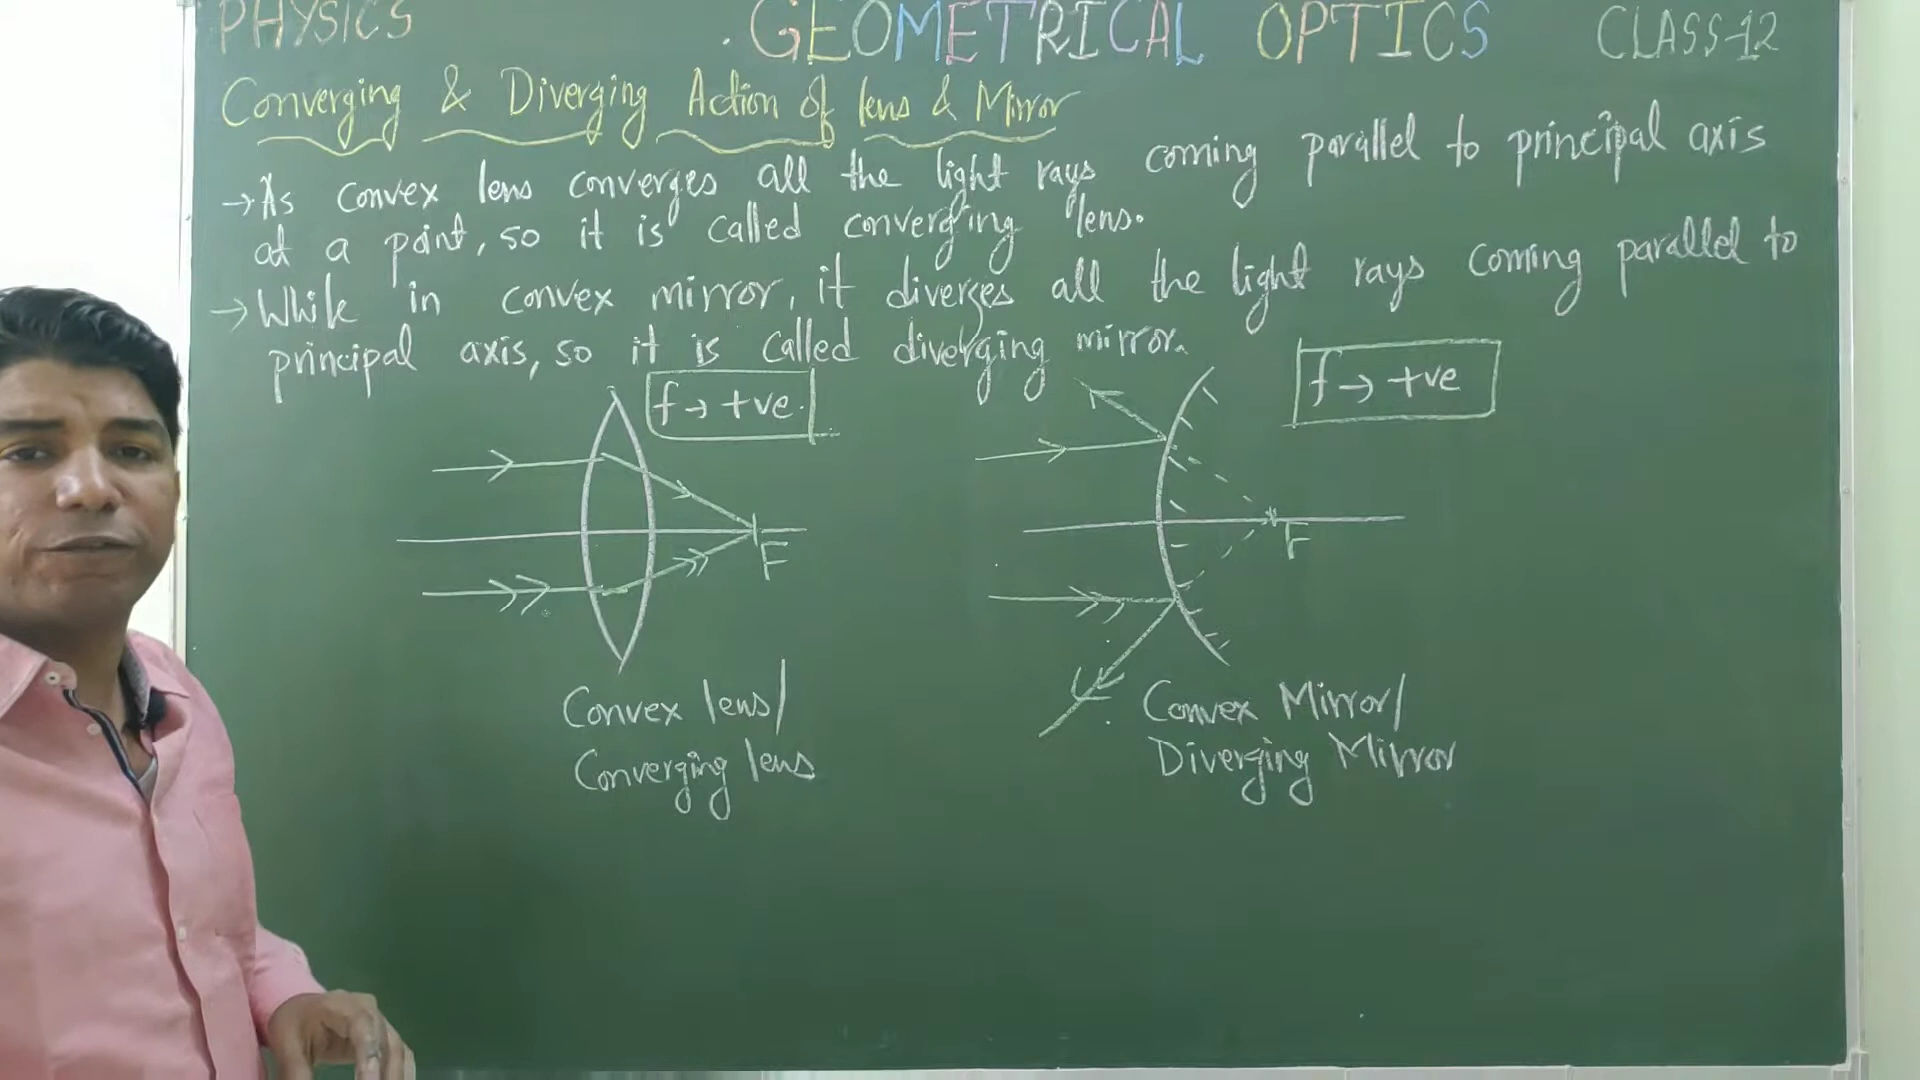 PHYSICS GEOMETRICAL OPTICS CLASS-12
Converging & Diverging Action of lens & Mirror
→ As convex lens converges all the light rays coming parallel to principal axis
at a point, so it is called converging lens.
→ While in convex mirror, it diverges all the light rays coming parallel to
principal axis, so it is called diverging mirror.
f → +ve.
f → +ve
F
F
Convex lens/
Converging lens
Convex Mirror/
Diverging Mirror